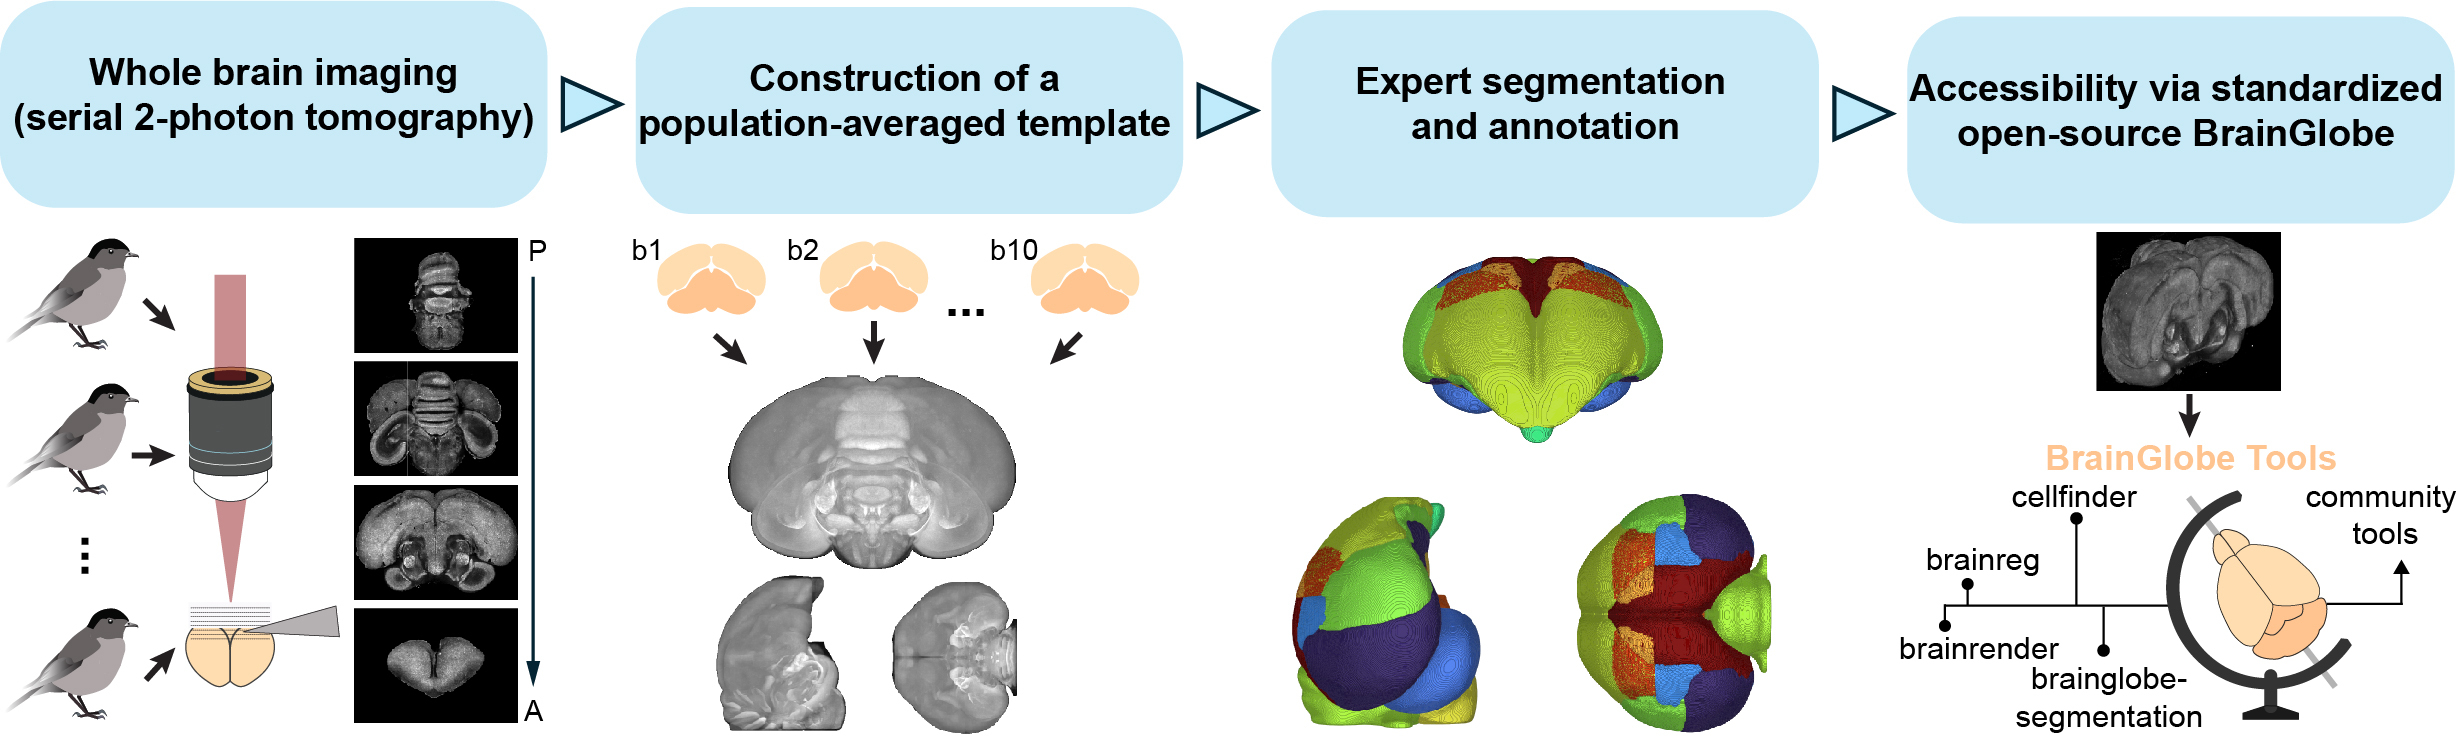 Whole brain imaging
(serial 2-photon tomography)
Construction of a
population-averaged template
Expert segmentation
and annotation
Accessibility via standardized
open-source BrainGlobe
P
A
b1
b2
...
b10
BrainGlobe Tools
cellfinder
community
tools
brainreg
brainrender
brainglobe-
segmentation